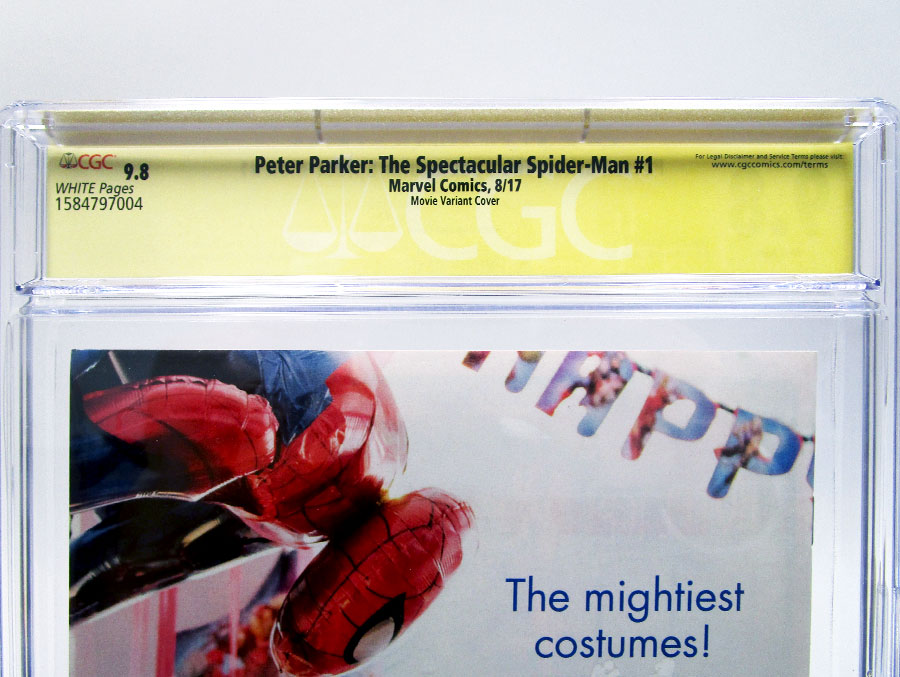 CGC 9.8
WHITE Pages
1584797004
Peter Parker: The Spectacular Spider-Man #1
Marvel Comics, 8/17
Movie Variant Cover
For Legal Disclaimer and Service Terms please visit:
www.cgccomics.com/terms
CGC
HAPP
The mightiest
costumes!